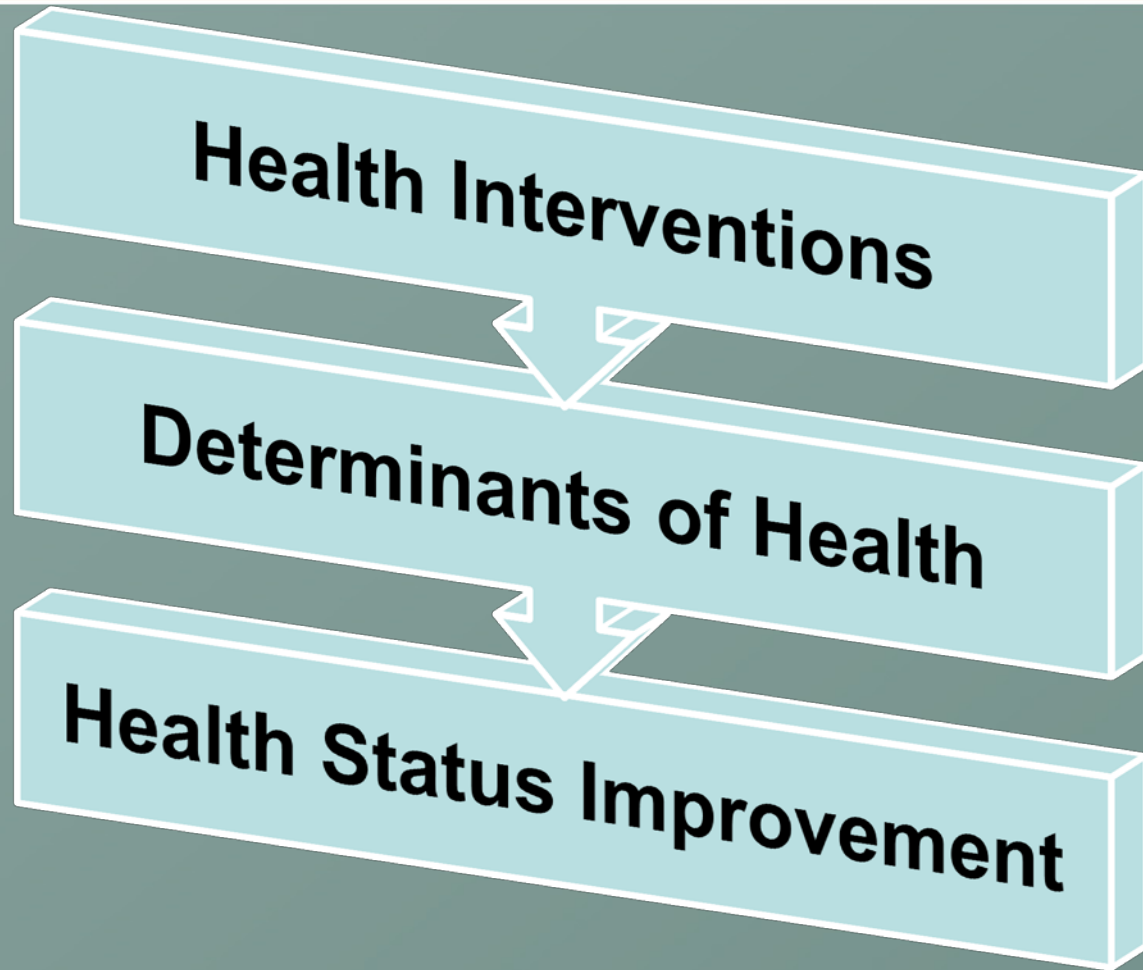 Health Interventions
Determinants of Health
Health Status Improvement